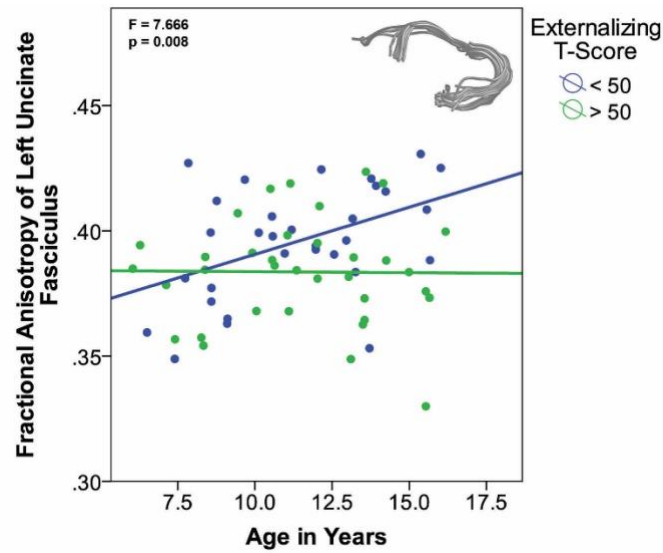 F = 7.666
p = 0.008
Externalizing
T-Score
< 50
> 50
Fractional Anisotropy of Left Uncinate
Fasciculus
.45
.40
.35
.30
7.5 10.0 12.5 15.0 17.5
Age in Years